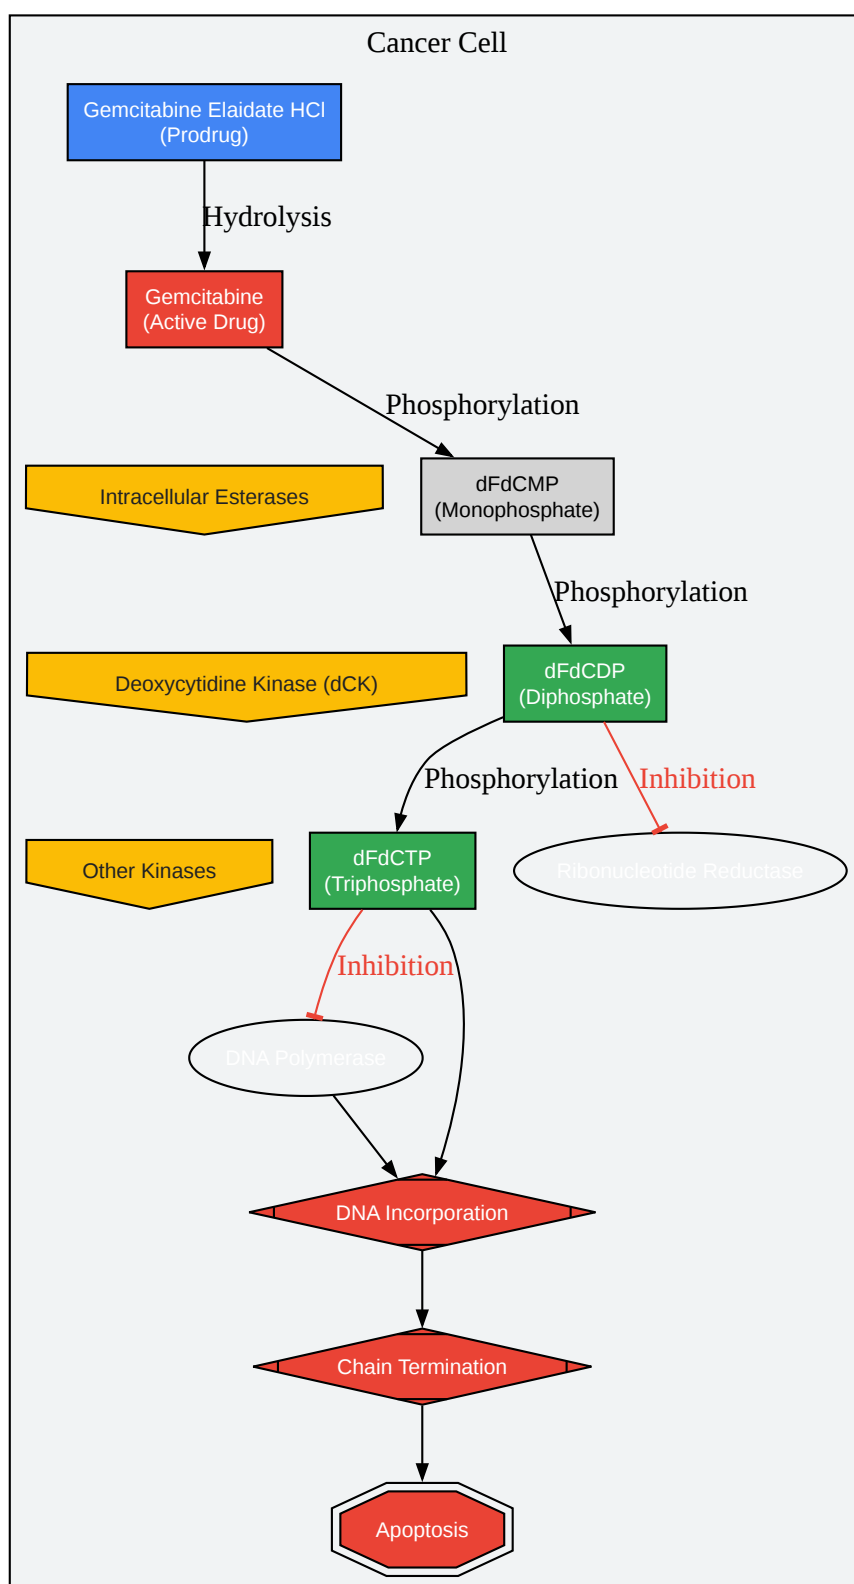 Cancer Cell
Gemcitabine Elaidate HCl
(Prodrug)
Hydrolysis
Gemcitabine
(Active Drug)
Phosphorylation
Intracellular Esterases
dFdCMP
(Monophosphate)
Phosphorylation
Deoxycytidine Kinase (dCK)
dFdCDP
(Diphosphate)
Phosphorylation
Inhibition
Other Kinases
dFdCTP
(Triphosphate)
Ribonucleotide Reductase
Inhibition
DNA Polymerase
DNA Incorporation
Chain Termination
Apoptosis